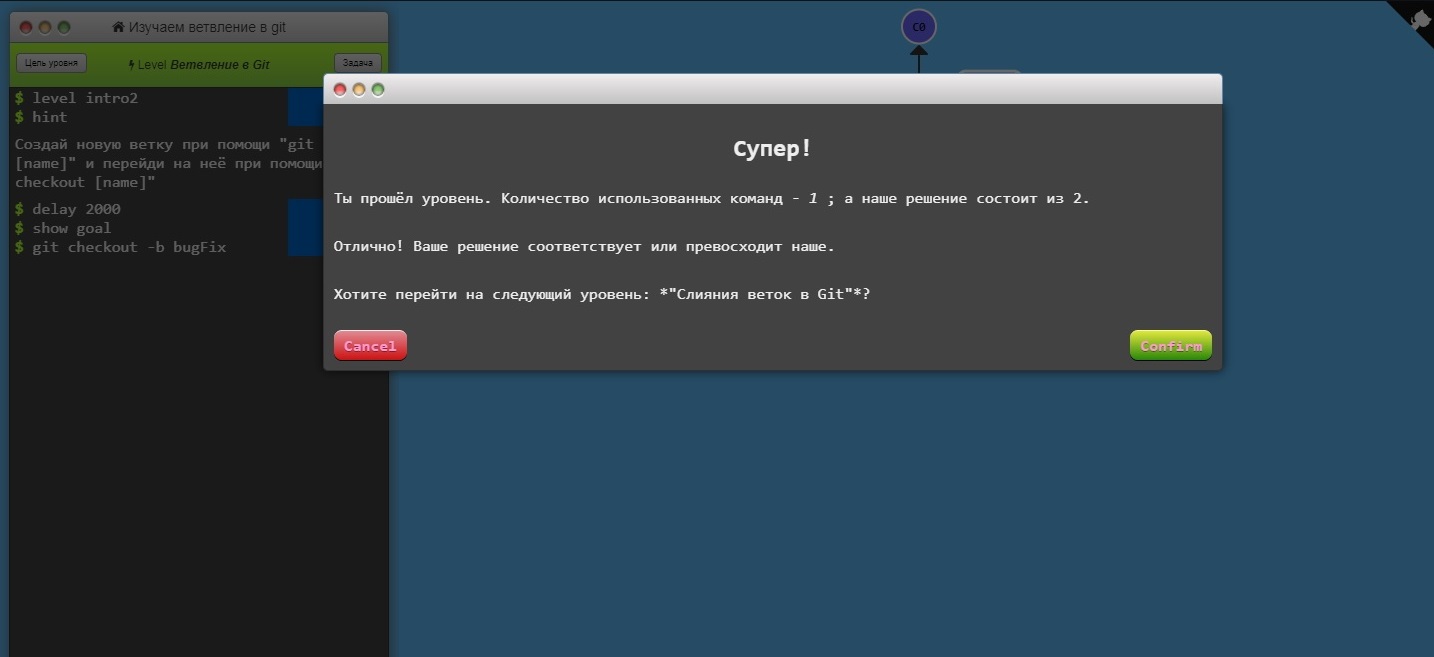 Изучаем ветвление в git
Цель уровня
Level Ветвление в Git
Задача
$ level intro2
$ hint
Создай новую ветку при помощи "git
[name]" и перейди на неё при помощи
checkout [name]"
$ delay 2000
$ show goal
$ git checkout -b bugFix
C0
Супер!
Ты прошёл уровень. Количество использованных команд - 1 ; а наше решение состоит из 2.
Отлично! Ваше решение соответствует или превосходит наше.
Хотите перейти на следующий уровень: *"Слияния веток в Git"*?
Cancel
Confirm